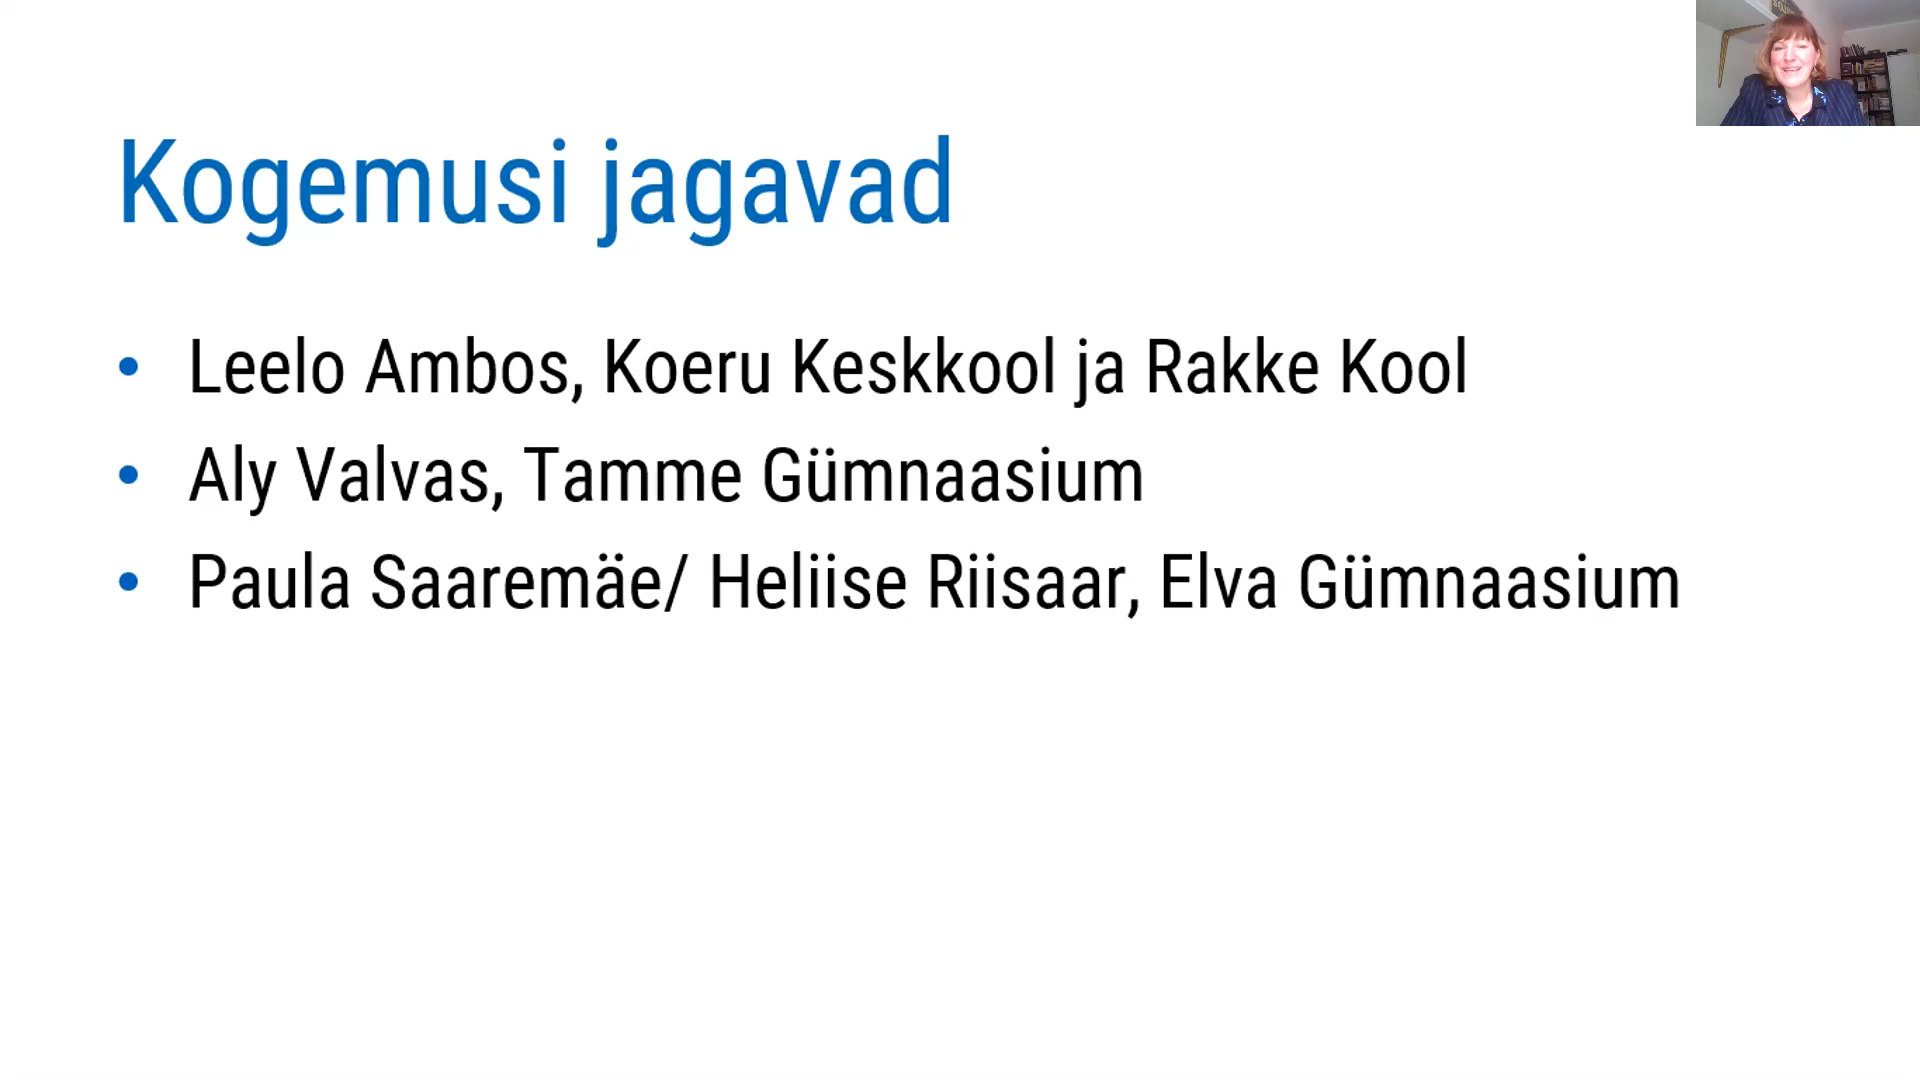 Kogemusi jagavad
• Leelo Ambos, Koeru Keskkool ja Rakke Kool
• Aly Valvas, Tamme Gümnaasium
• Paula Saaremäe/ Heliise Riisaar, Elva Gümnaasium